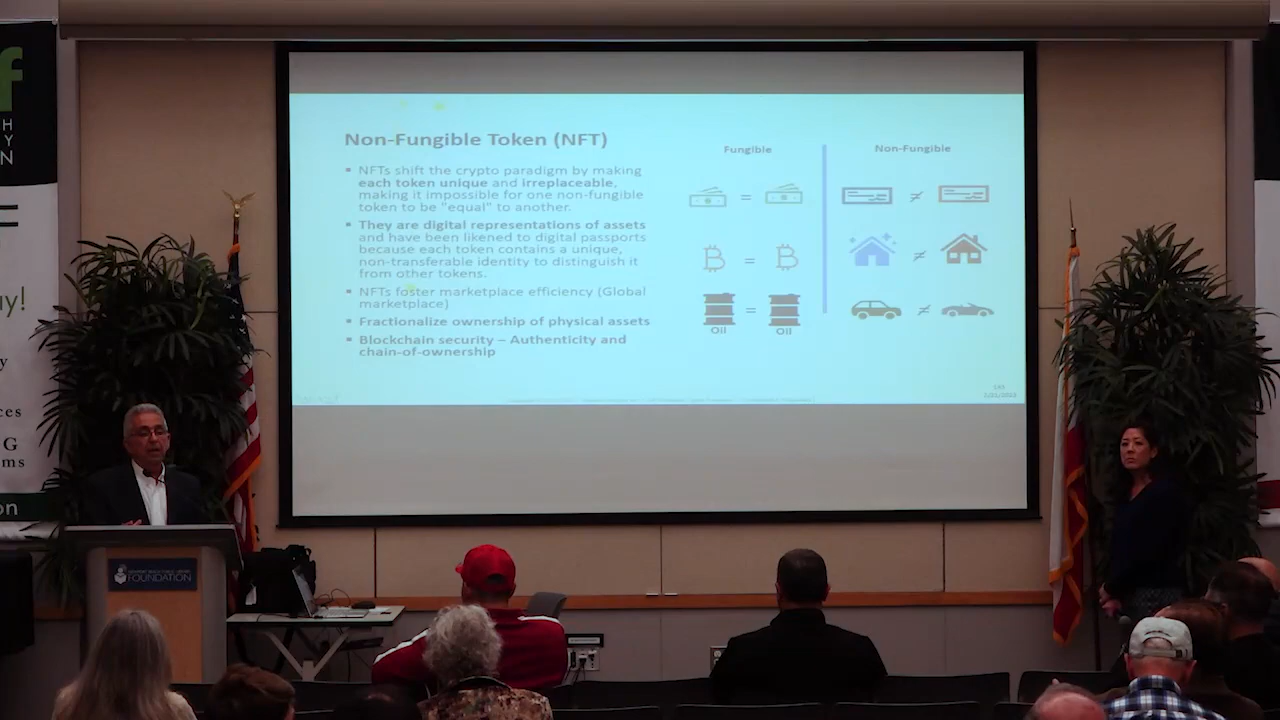 Non-Fungible Token (NFT)
▪ NFTs shift the crypto paradigm by making
each token unique and irreplaceable,
making it impossible for one non-fungible
token to be "equal" to another.
▪ They are digital representations of assets
and have been likened to digital passports
because each token contains a unique,
non-transferable identity to distinguish it
from other tokens.
▪ NFTs foster marketplace efficiency (Global
marketplace)
▪ Fractionalize ownership of physical assets
▪ Blockchain security – Authenticity and
chain-of-ownership
Fungible
=
=
=
Oil
Oil
Non-Fungible
≠
≠
≠
f
H
Y
N
uy!
y
ces
G
ms
on
FOUNDATION